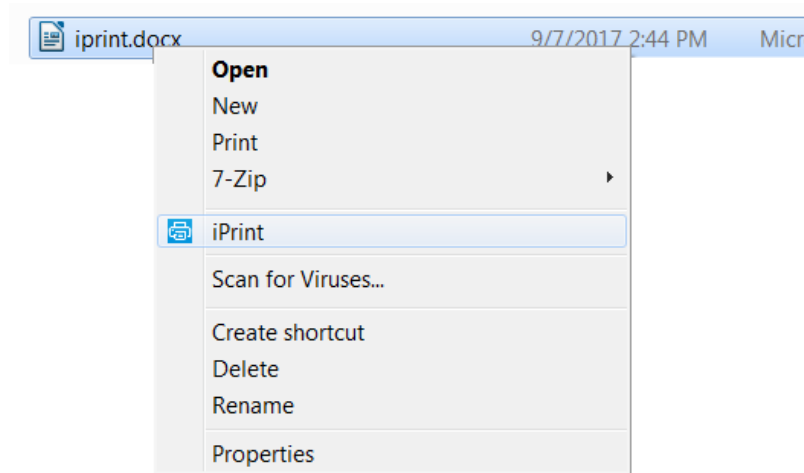 iprint.docx 9/7/2017 2:44 PM Micr
Open
New
Print
7-Zip
iPrint
Scan for Viruses...
Create shortcut
Delete
Rename
Properties